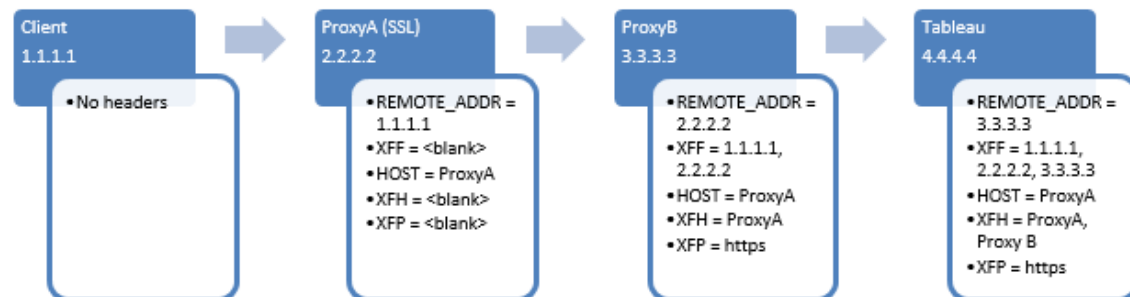 Client
1.1.1.1
•No headers
ProxyA (SSL)
2.2.2.2
•REMOTE_ADDR =
1.1.1.1
•XFF = <blank>
•HOST = ProxyA
•XFH = <blank>
•XFP = <blank>
ProxyB
3.3.3.3
•REMOTE_ADDR =
2.2.2.2
•XFF = 1.1.1.1,
2.2.2.2
•HOST = ProxyA
•XFH = ProxyA
•XFP = https
Tableau
4.4.4.4
•REMOTE_ADDR =
3.3.3.3
•XFF = 1.1.1.1,
2.2.2.2, 3.3.3.3
•HOST = ProxyA
•XFH = ProxyA,
Proxy B
•XFP = https